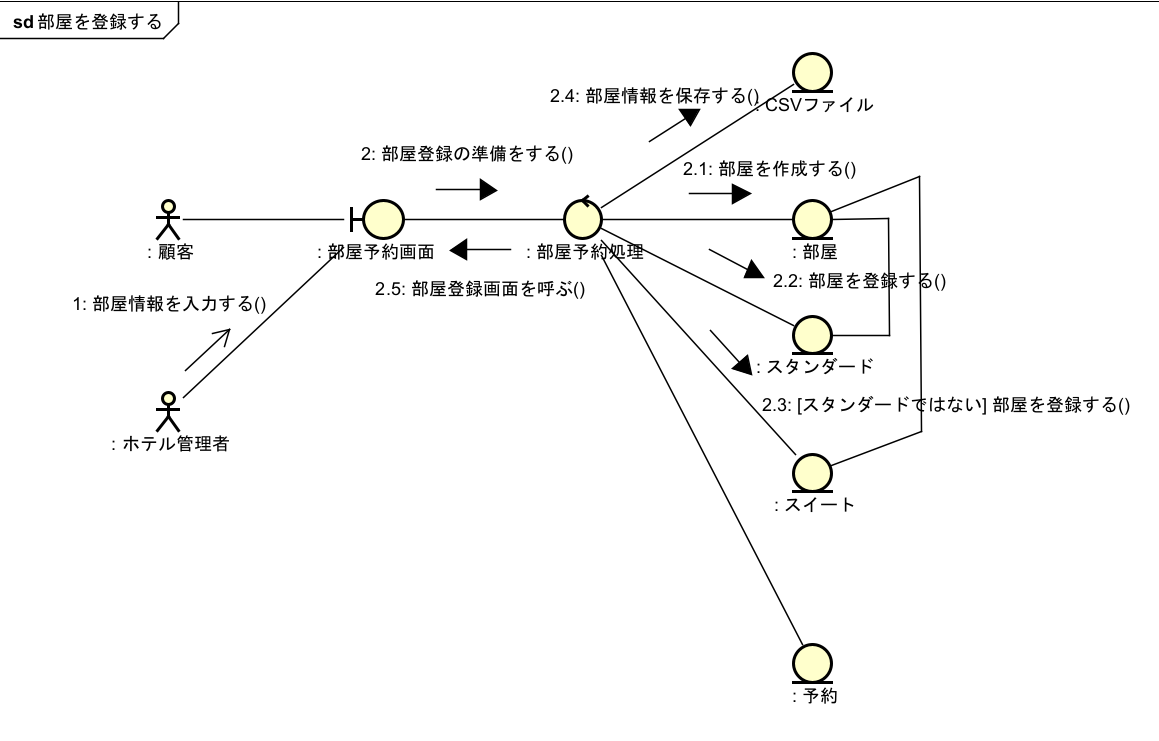 sd 部屋を登録する
2.4: 部屋情報を保存する()
: CSVファイル
2: 部屋登録の準備をする()
2.1: 部屋を作成する()
: 顧客
: 部屋予約画面
: 部屋予約処理
: 部屋
2.2: 部屋を登録する()
2.5: 部屋登録画面を呼ぶ()
1: 部屋情報を入力する()
: スタンダード
2.3: [スタンダードではない] 部屋を登録する()
: ホテル管理者
: スイート
: 予約